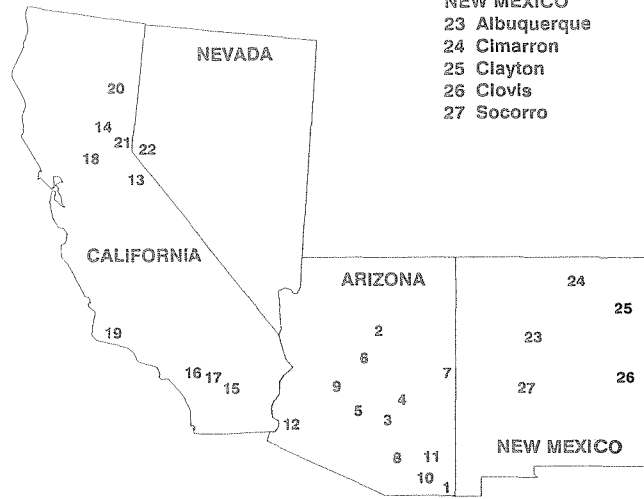 NEW MEXICO
23 Albuquerque
24 Cimarron
25 Clayton
26 Clovis
27 Socorro
NEVADA
20
14
21 22
18
13
CALIFORNIA
ARIZONA
24
25
19
2
23
6
16 17
15
7
26
9
4
27
5
3
12
8
11
NEW MEXICO
10
1